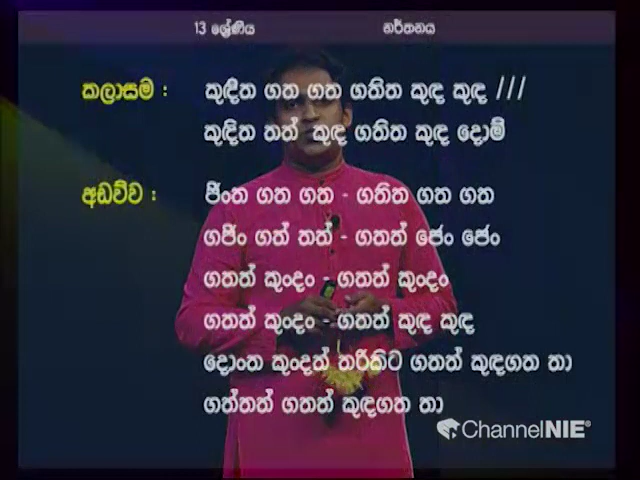 13 ශ්‍රේණිය නර්තනය
කලාසම : කුඳිත ගත ගත ගතිත කුඳ කුඳ ///
කුඳිත තත් කුඳ ගතිත කුඳ දොම්
අඩව්ව : ජිංත ගත ගත - ගතිත ගත ගත
ගජිං ගත් තත් - ගතත් ජෙං ජෙං
ගතත් කුංදං - ගතත් කුංදං
ගතත් කුංදං - ගතත් කුඳ කුඳ
දොංත කුංදත් තරිකිට ගතත් කුඳගත තා
ගත්තත් ගතත් කුඳගත තා
ChannelNIE®